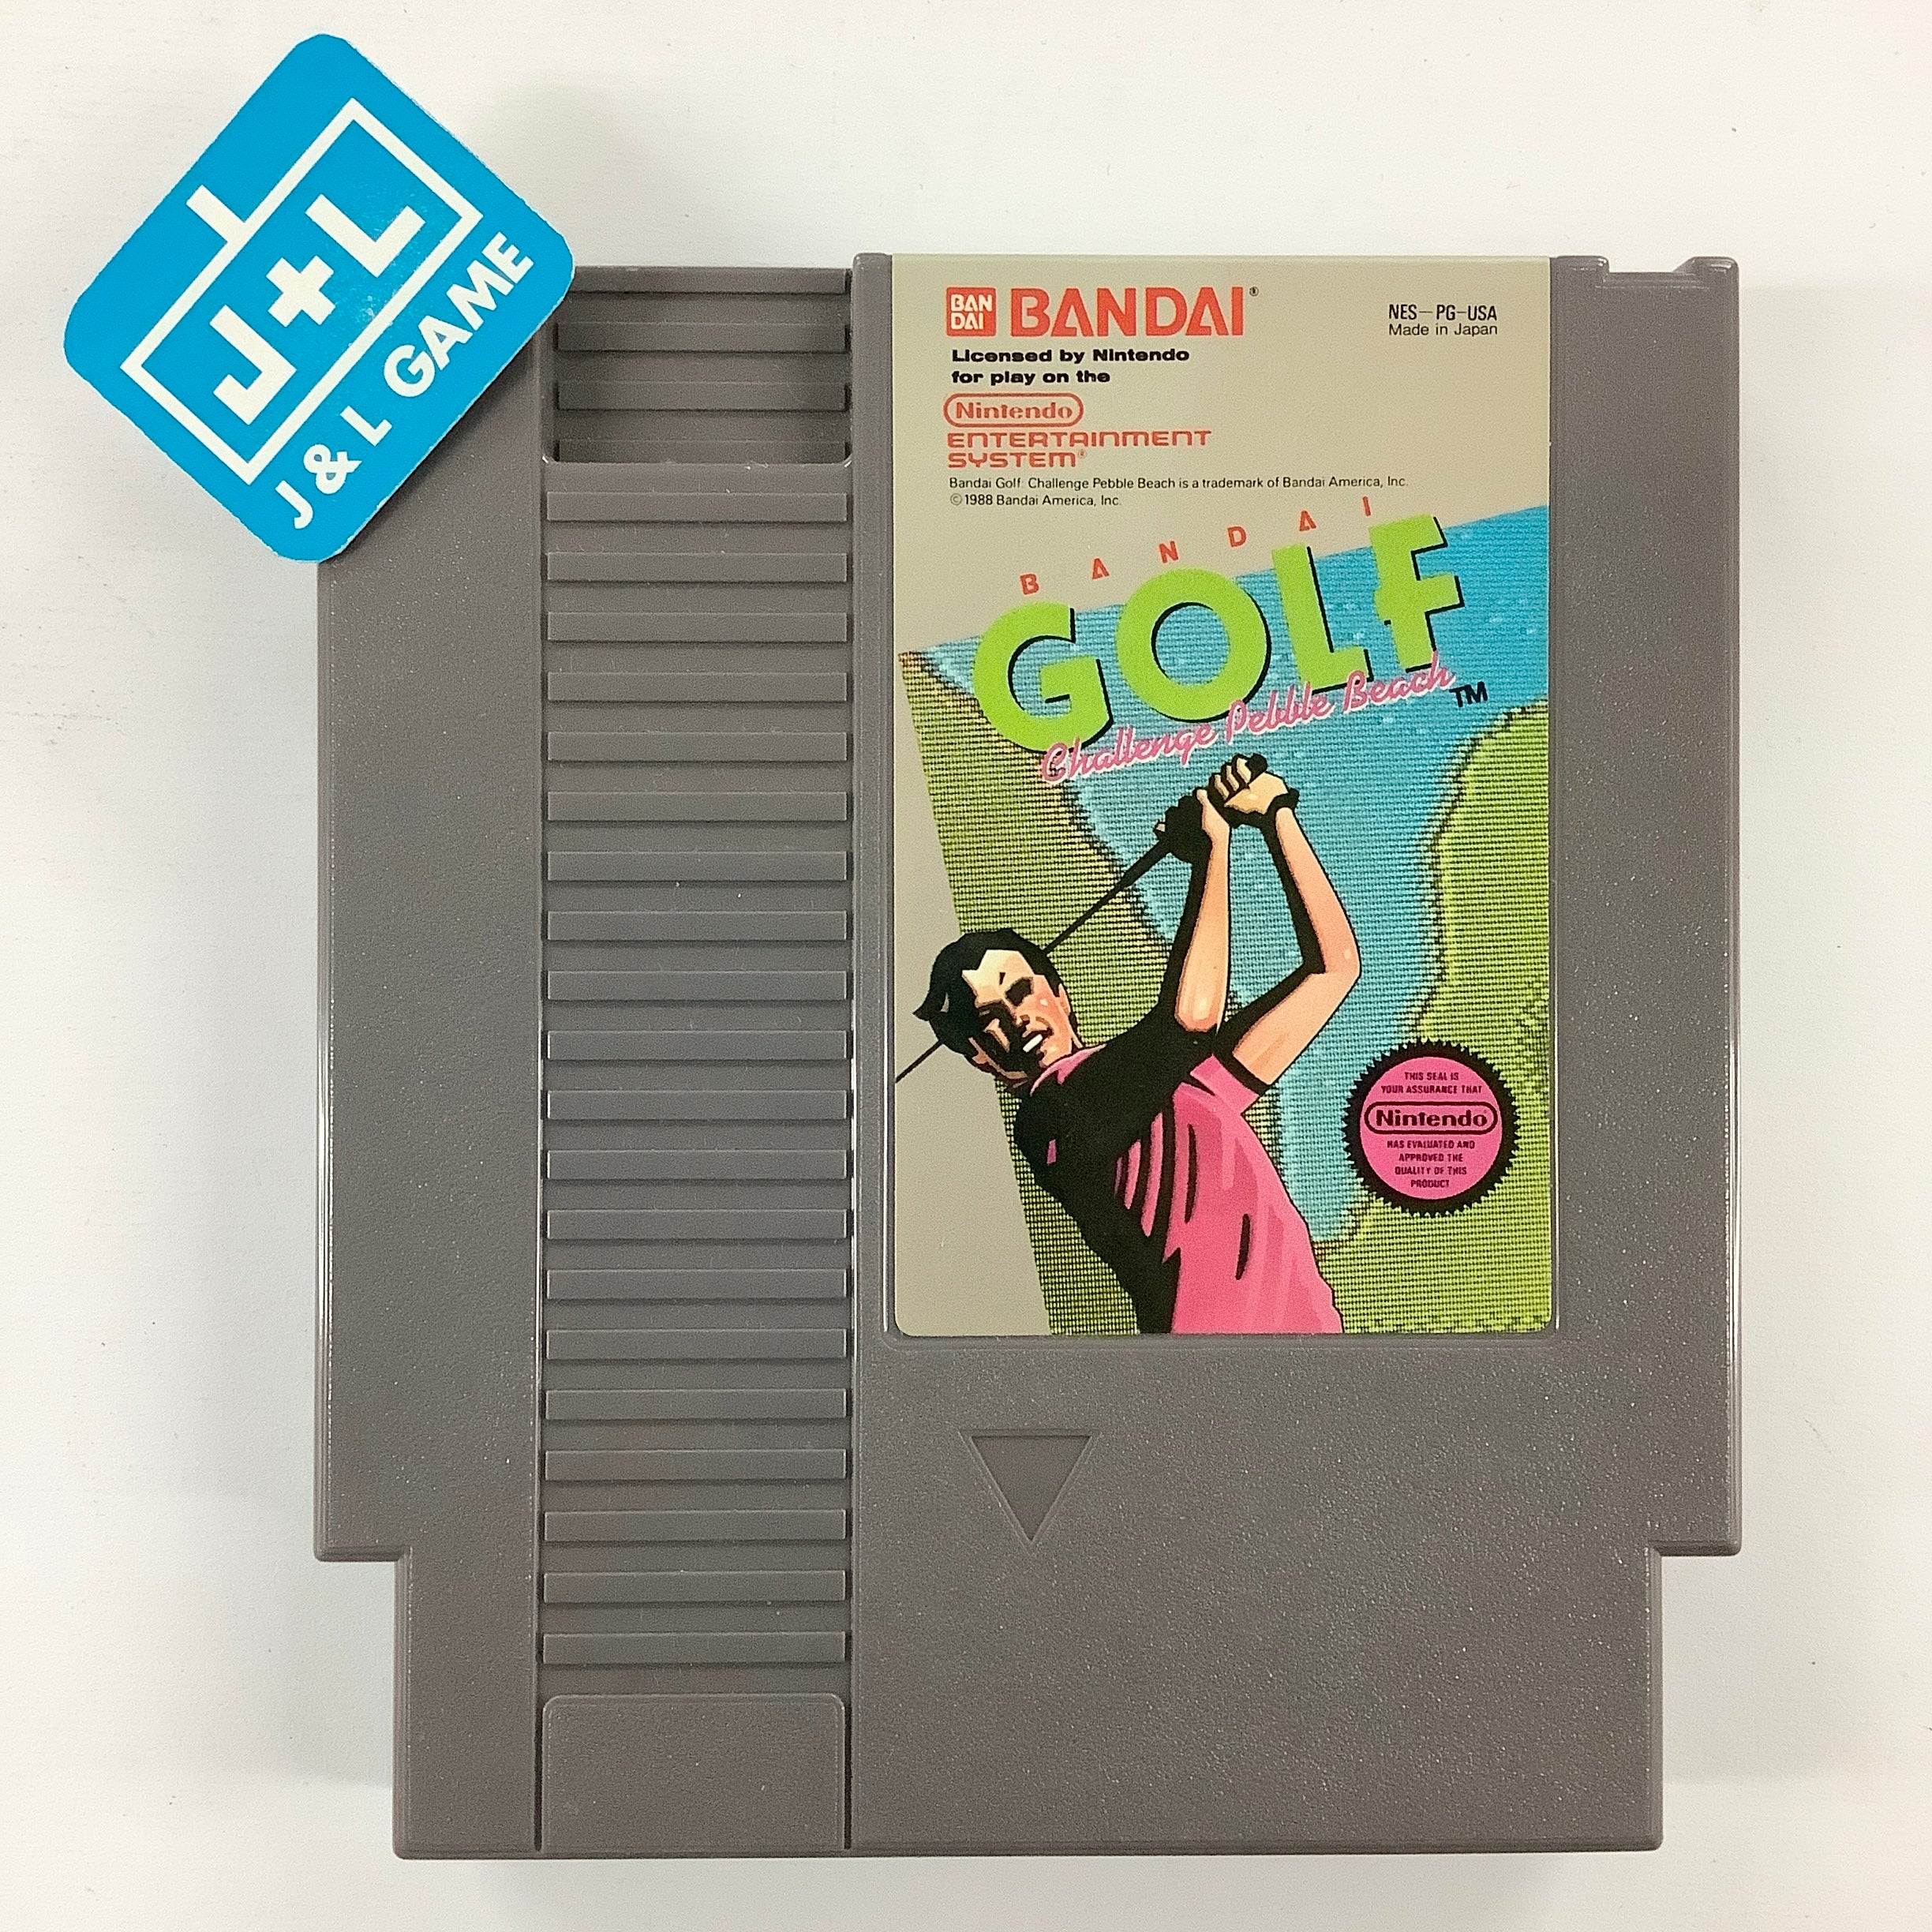 J+L
J & L GAME
BAN
DAI
BANDAI®
NES-PG-USA
Made in Japan
Licensed by Nintendo
for play on the
Nintendo
ENTERTAINMENT
SYSTEM®
Bandai Golf: Challenge Pebble Beach is a trademark of Bandai America, Inc.
©1988 Bandai America, Inc.
BANDAI
GOLF
Challenge Pebble Beach TM
THIS SEAL IS
YOUR ASSURANCE THAT
Nintendo
HAS EVALUATED AND
APPROVED THE
QUALITY OF THIS
PRODUCT